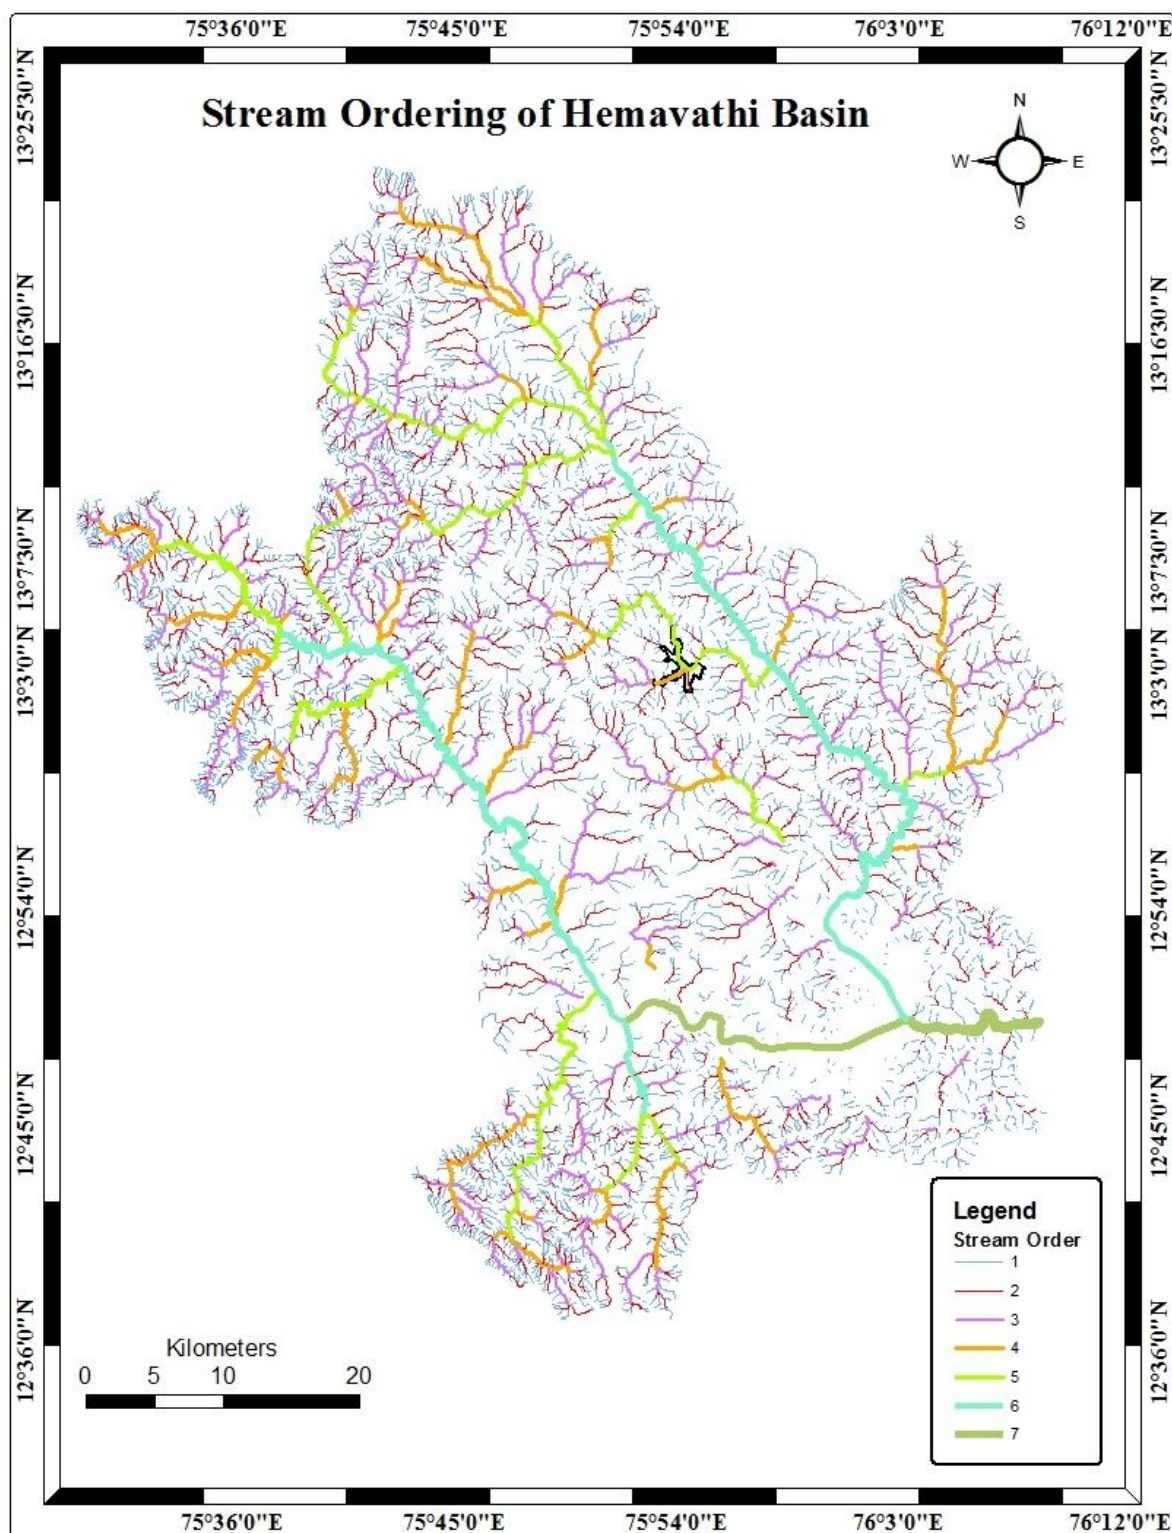 75°36'0"E 75°45'0"E 75°54'0"E 76°3'0"E 76°12'0"E
13°25'30"N 13°25'30"N
Stream Ordering of Hemavathi Basin
N
W E
S
13°16'30"N 13°16'30"N
13°7'30"N 13°7'30"N
13°3'0"N 13°3'0"N
12°54'0"N 12°54'0"N
12°45'0"N 12°45'0"N
Legend
Stream Order
1
2
3
4
5
6
7
12°36'0"N 12°36'0"N
Kilometers
0 5 10 20
75°36'0"E 75°45'0"E 75°54'0"E 76°3'0"E 76°12'0"E